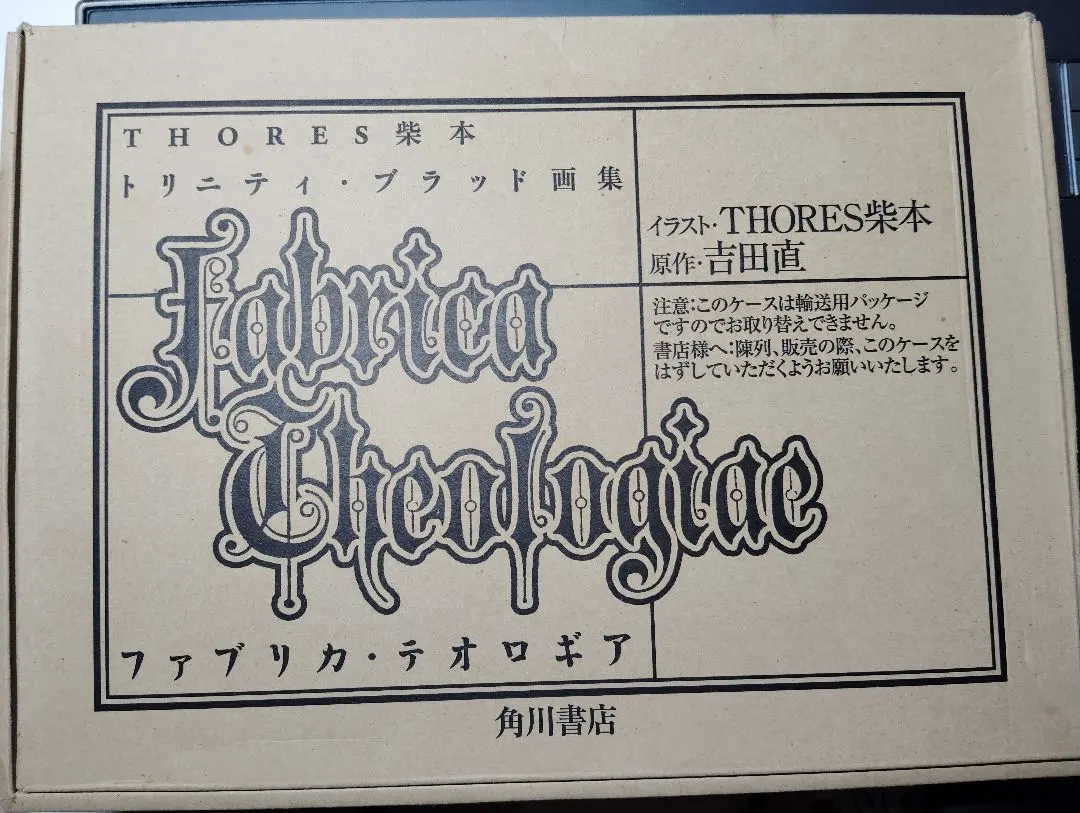 THORES柴本
トリニティ・ブラッド画集
Fabrica
Theologiae
ファブリカ・テオロギア
イラスト・THORES柴本
原作・吉田直
注意:このケースは輸送用パッケージ
ですのでお取り替えできません。
書店様へ:陳列、販売の際、このケースを
はずしていただくようお願いいたします。
角川書店